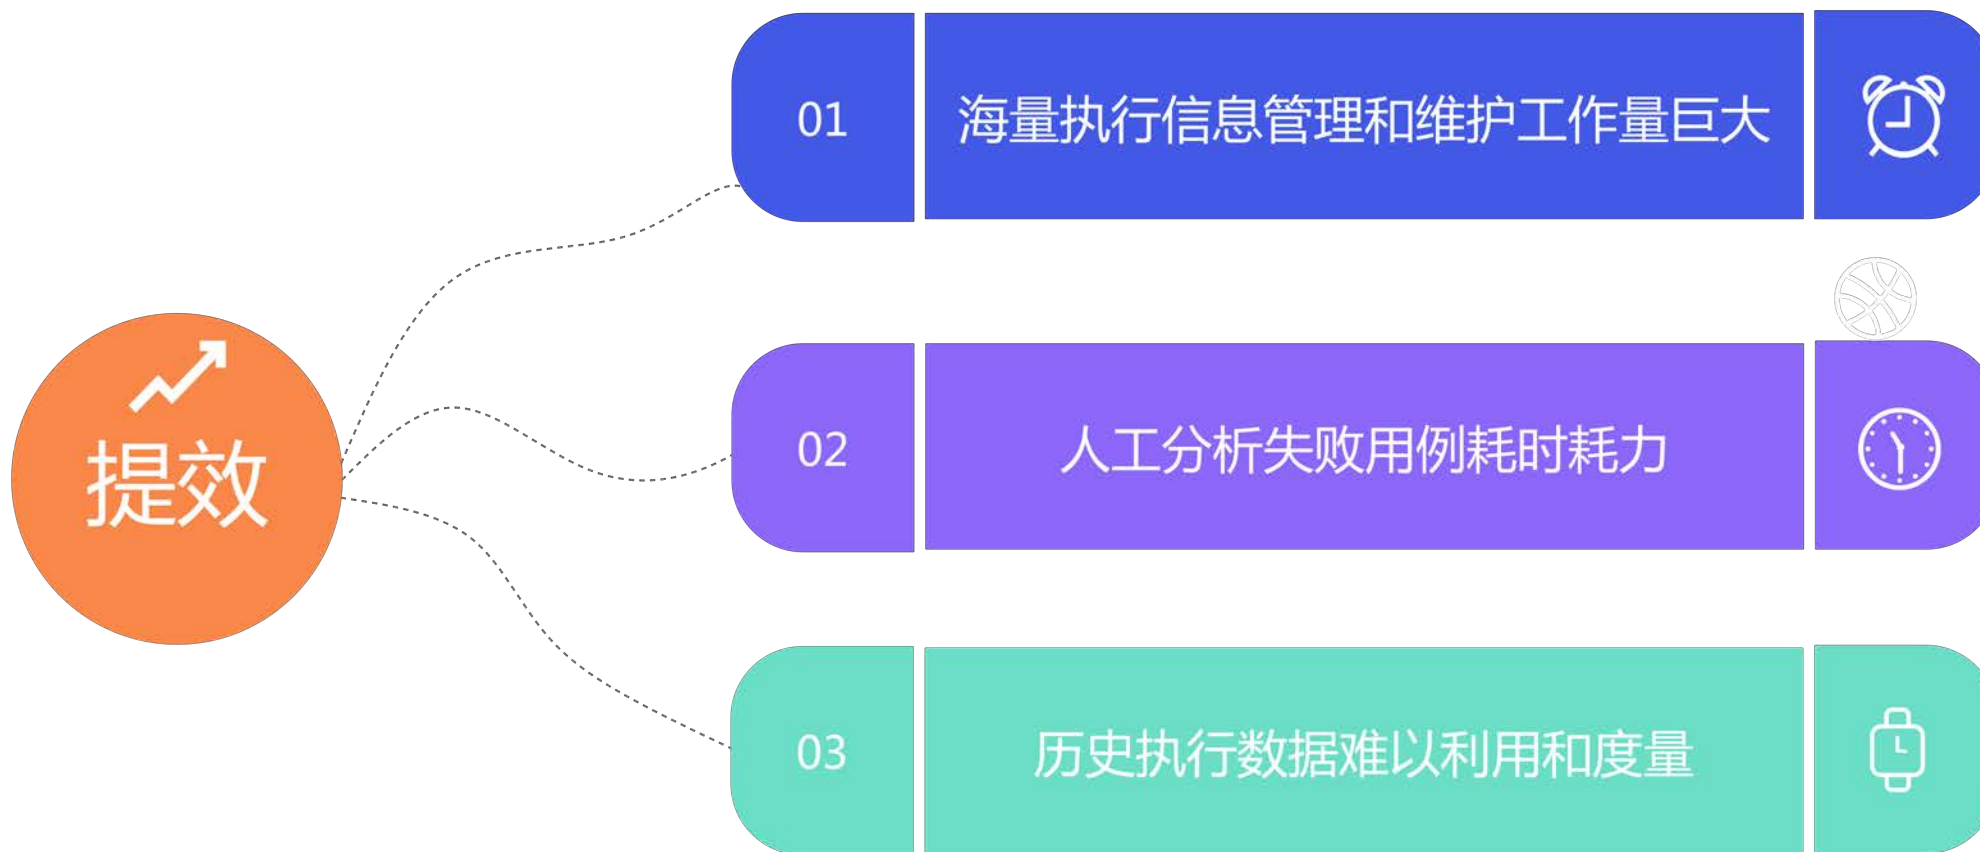 提效
01
海量执行信息管理和维护工作量巨大
02
人工分析失败用例耗时耗力
03
历史执行数据难以利用和度量